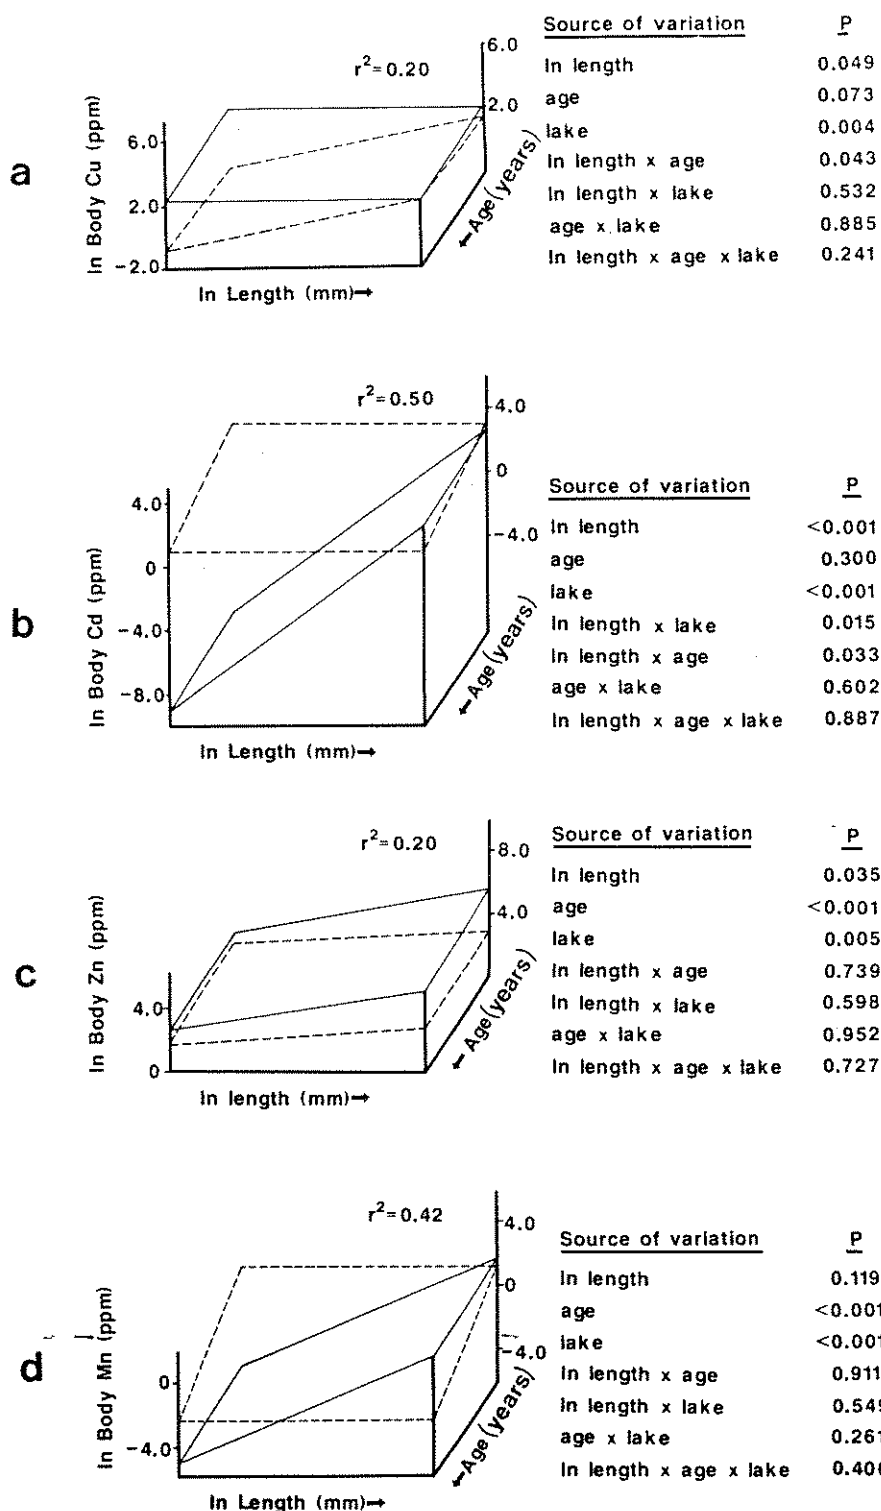 a
r²=0.20
6.0
2.0
6.0
2.0
-2.0
ln Body Cu (ppm)
ln Length (mm)→
←Age (years)
Source of variation P
ln length 0.049
age 0.073
lake 0.004
ln length x age 0.043
ln length x lake 0.532
age x lake 0.885
ln length x age x lake 0.241
b
r²=0.50
4.0
0
-4.0
4.0
0
-4.0
-8.0
ln Body Cd (ppm)
ln Length (mm)→
←Age (years)
Source of variation P
ln length <0.001
age 0.300
lake <0.001
ln length x lake 0.015
ln length x age 0.033
age x lake 0.602
ln length x age x lake 0.887
c
r²=0.20
8.0
4.0
4.0
0
ln Body Zn (ppm)
ln length (mm)→
←Age (years)
Source of variation P
ln length 0.035
age <0.001
lake 0.005
ln length x age 0.739
ln length x lake 0.598
age x lake 0.952
ln length x age x lake 0.727
d
r²=0.42
4.0
0
-4.0
0
-4.0
ln Body Mn (ppm)
ln Length (mm)→
←Age (years)
Source of variation P
ln length 0.119
age <0.001
lake <0.001
ln length x age 0.911
ln length x lake 0.549
age x lake 0.261
ln length x age x lake